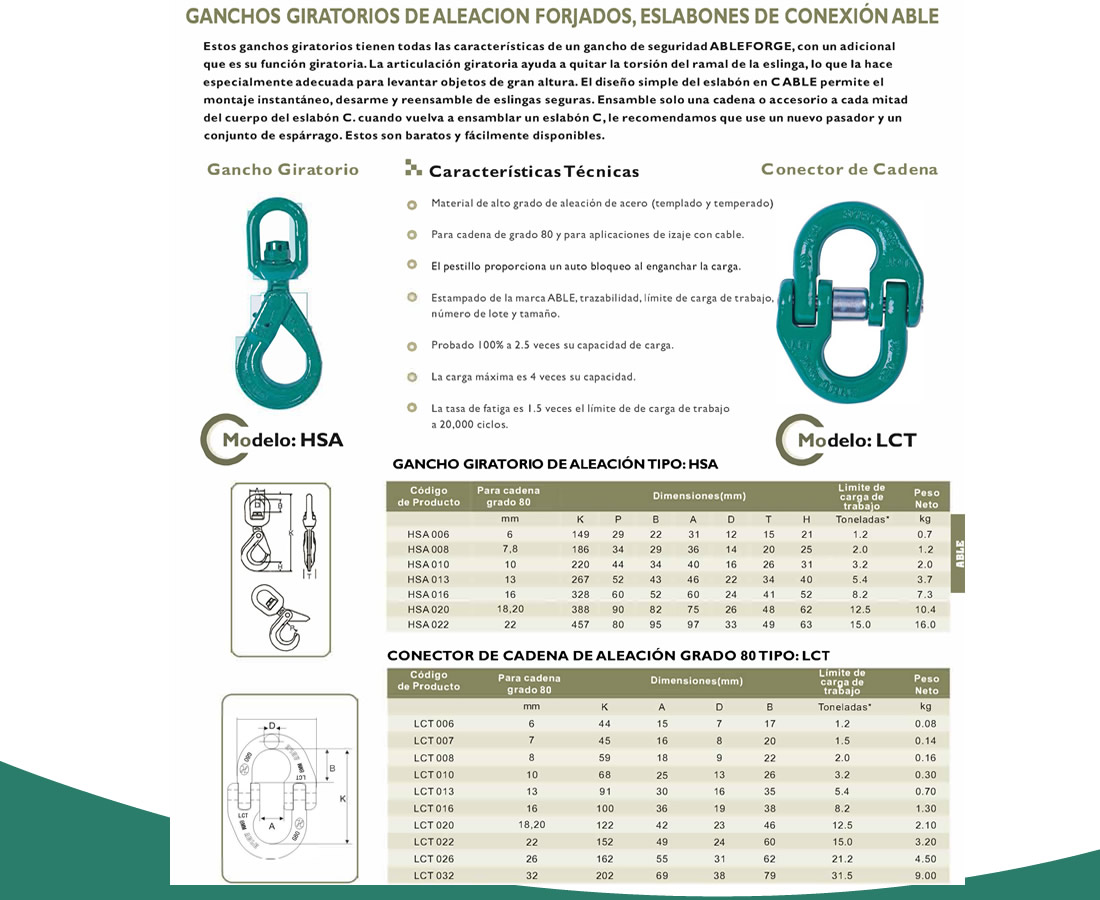 GANCHOS GIRATORIOS DE ALEACION FORJADOS, ESLABONES DE CONEXIÓN ABLE
Estos ganchos giratorios tienen todas las características de un gancho de seguridad ABLEFORGE, con un adicional
que es su función giratoria. La articulación giratoria ayuda a quitar la torsión del ramal de la eslinga, lo que la hace
especialmente adecuada para levantar objetos de gran altura. El diseño simple del eslabón en C ABLE permite el
montaje instantáneo, desarme y reensamble de eslingas seguras. Ensamble solo una cadena o accesorio a cada mitad
del cuerpo del eslabón C. cuando vuelva a ensamblar un eslabón C, le recomendamos que use un nuevo pasador y un
conjunto de espárrago. Estos son baratos y fácilmente disponibles.
Gancho Giratorio
Características Técnicas
Conector de Cadena
Material de alto grado de aleación de acero (templado y temperado)
Para cadena de grado 80 y para aplicaciones de izaje con cable.
El pestillo proporciona un auto bloqueo al enganchar la carga.
Estampado de la marca ABLE, trazabilidad, límite de carga de trabajo,
número de lote y tamaño.
Probado 100% a 2.5 veces su capacidad de carga.
La carga máxima es 4 veces su capacidad.
La tasa de fatiga es 1.5 veces el límite de de carga de trabajo
a 20,000 ciclos.
Modelo: HSA
Modelo: LCT
GANCHO GIRATORIO DE ALEACIÓN TIPO: HSA
Código de Producto Para cadena grado 80 Dimensiones(mm) Limite de carga de trabajo Peso Neto
mm K P B A D T H Toneladas* kg
HSA 006 6 149 29 22 31 12 15 21 1.2 0.7
HSA 008 7,8 186 34 29 36 14 20 25 2.0 1.2
HSA 010 10 220 44 34 40 16 26 31 3.2 2.0
HSA 013 13 267 52 43 46 22 34 40 5.4 3.7
HSA 016 16 328 60 52 60 24 41 52 8.2 7.3
HSA 020 18,20 388 90 82 75 26 48 62 12.5 10.4
HSA 022 22 457 80 95 97 33 49 63 15.0 16.0
ABLE
CONECTOR DE CADENA DE ALEACIÓN GRADO 80 TIPO: LCT
Código de Producto Para cadena grado 80 Dimensiones(mm) Limite de carga de trabajo Peso Neto
mm K A D B Toneladas* kg
LCT 006 6 44 15 7 17 1.2 0.08
LCT 007 7 45 16 8 20 1.5 0.14
LCT 008 8 59 18 9 22 2.0 0.16
LCT 010 10 68 25 13 26 3.2 0.30
LCT 013 13 91 30 16 35 5.4 0.70
LCT 016 16 100 36 19 38 8.2 1.30
LCT 020 18,20 122 42 23 46 12.5 2.10
LCT 022 22 152 49 24 60 15.0 3.20
LCT 026 26 162 55 31 62 21.2 4.50
LCT 032 32 202 69 38 79 31.5 9.00
D
B
K
A
LCT
LCT